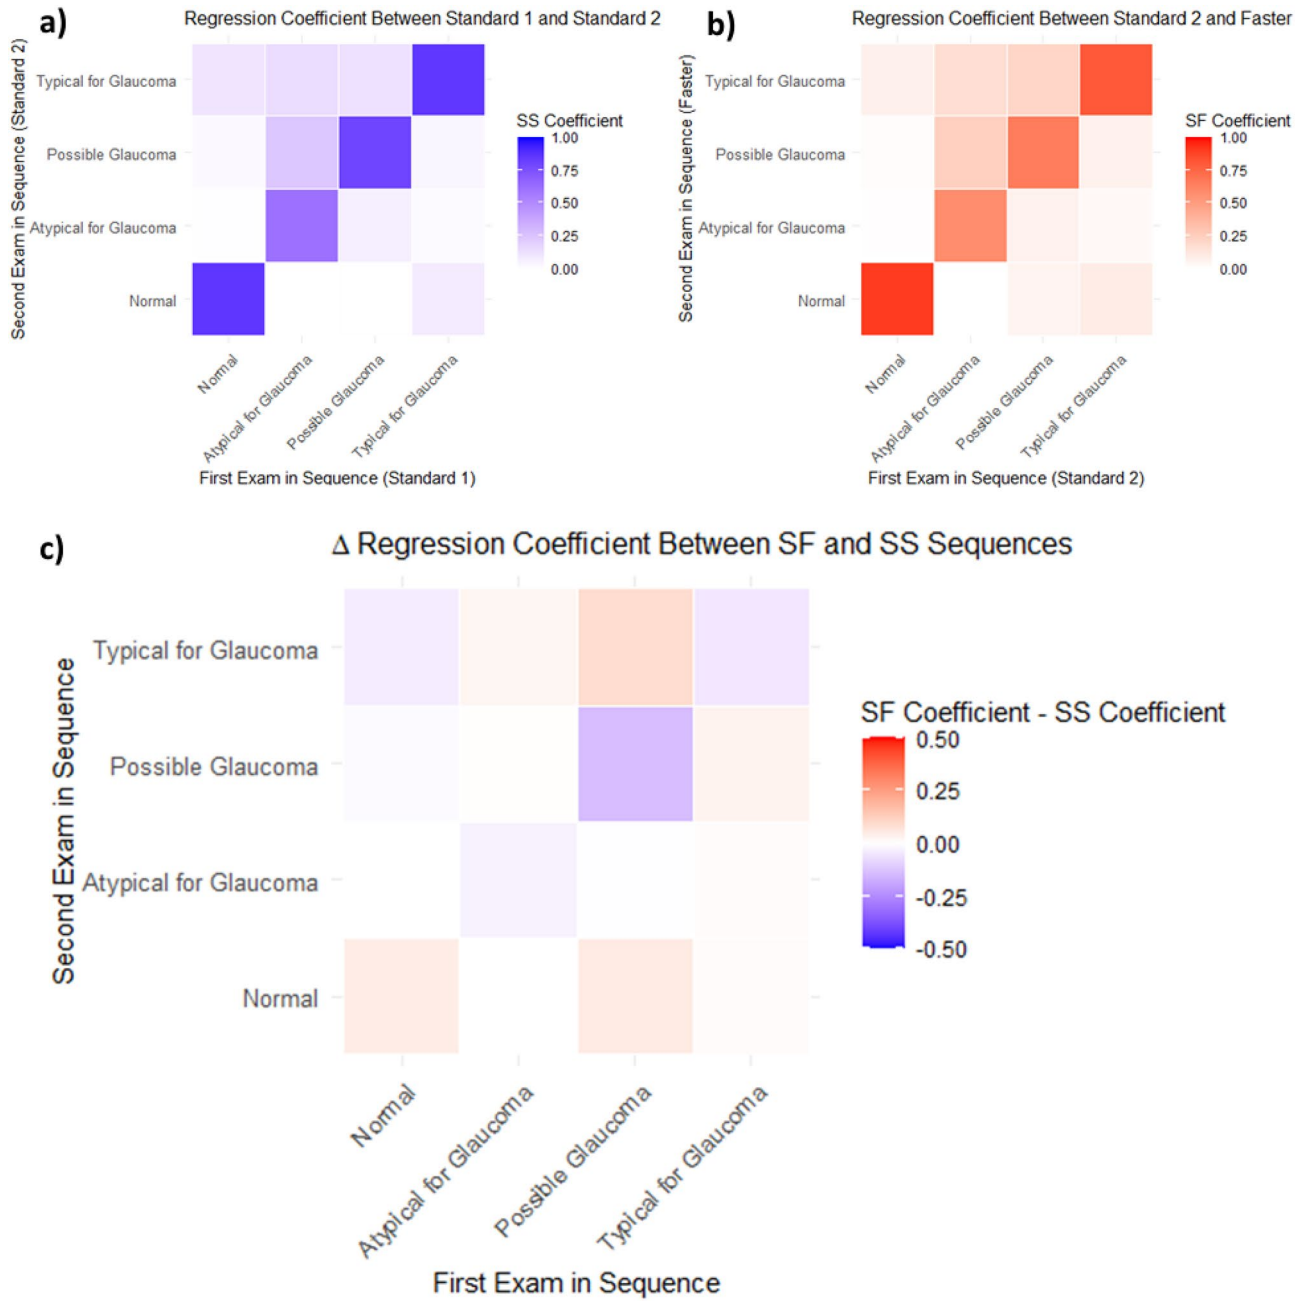 a)
Regression Coefficient Between Standard 1 and Standard 2
Second Exam in Sequence (Standard 2)
Typical for Glaucoma
Possible Glaucoma
Atypical for Glaucoma
Normal
Normal
Atypical for Glaucoma
Possible Glaucoma
Typical for Glaucoma
First Exam in Sequence (Standard 1)
SS Coefficient
1.00
0.75
0.50
0.25
0.00
b)
Regression Coefficient Between Standard 2 and Faster
Second Exam in Sequence (Faster)
Typical for Glaucoma
Possible Glaucoma
Atypical for Glaucoma
Normal
Normal
Atypical for Glaucoma
Possible Glaucoma
Typical for Glaucoma
First Exam in Sequence (Standard 2)
SF Coefficient
1.00
0.75
0.50
0.25
0.00
c)
Δ Regression Coefficient Between SF and SS Sequences
Second Exam in Sequence
Typical for Glaucoma
Possible Glaucoma
Atypical for Glaucoma
Normal
Normal
Atypical for Glaucoma
Possible Glaucoma
Typical for Glaucoma
First Exam in Sequence
SF Coefficient - SS Coefficient
0.50
0.25
0.00
-0.25
-0.50